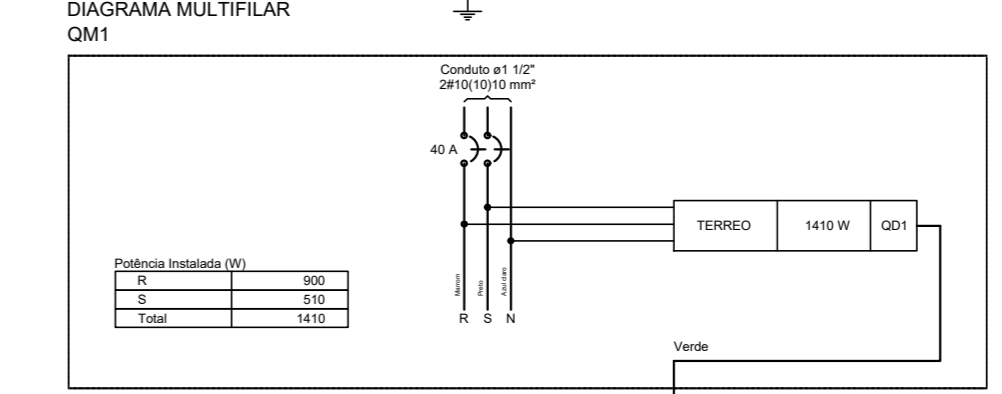 DIAGRAMA MULTIFILAR
QM1
Conduto ø1 1/2"
2#10(10)10 mm²
40 A
TERREO 1410 W QD1
Potência Instalada (W)
R 900
S 510
Total 1410
Marrom
Preto
Azul claro
R S N
Verde